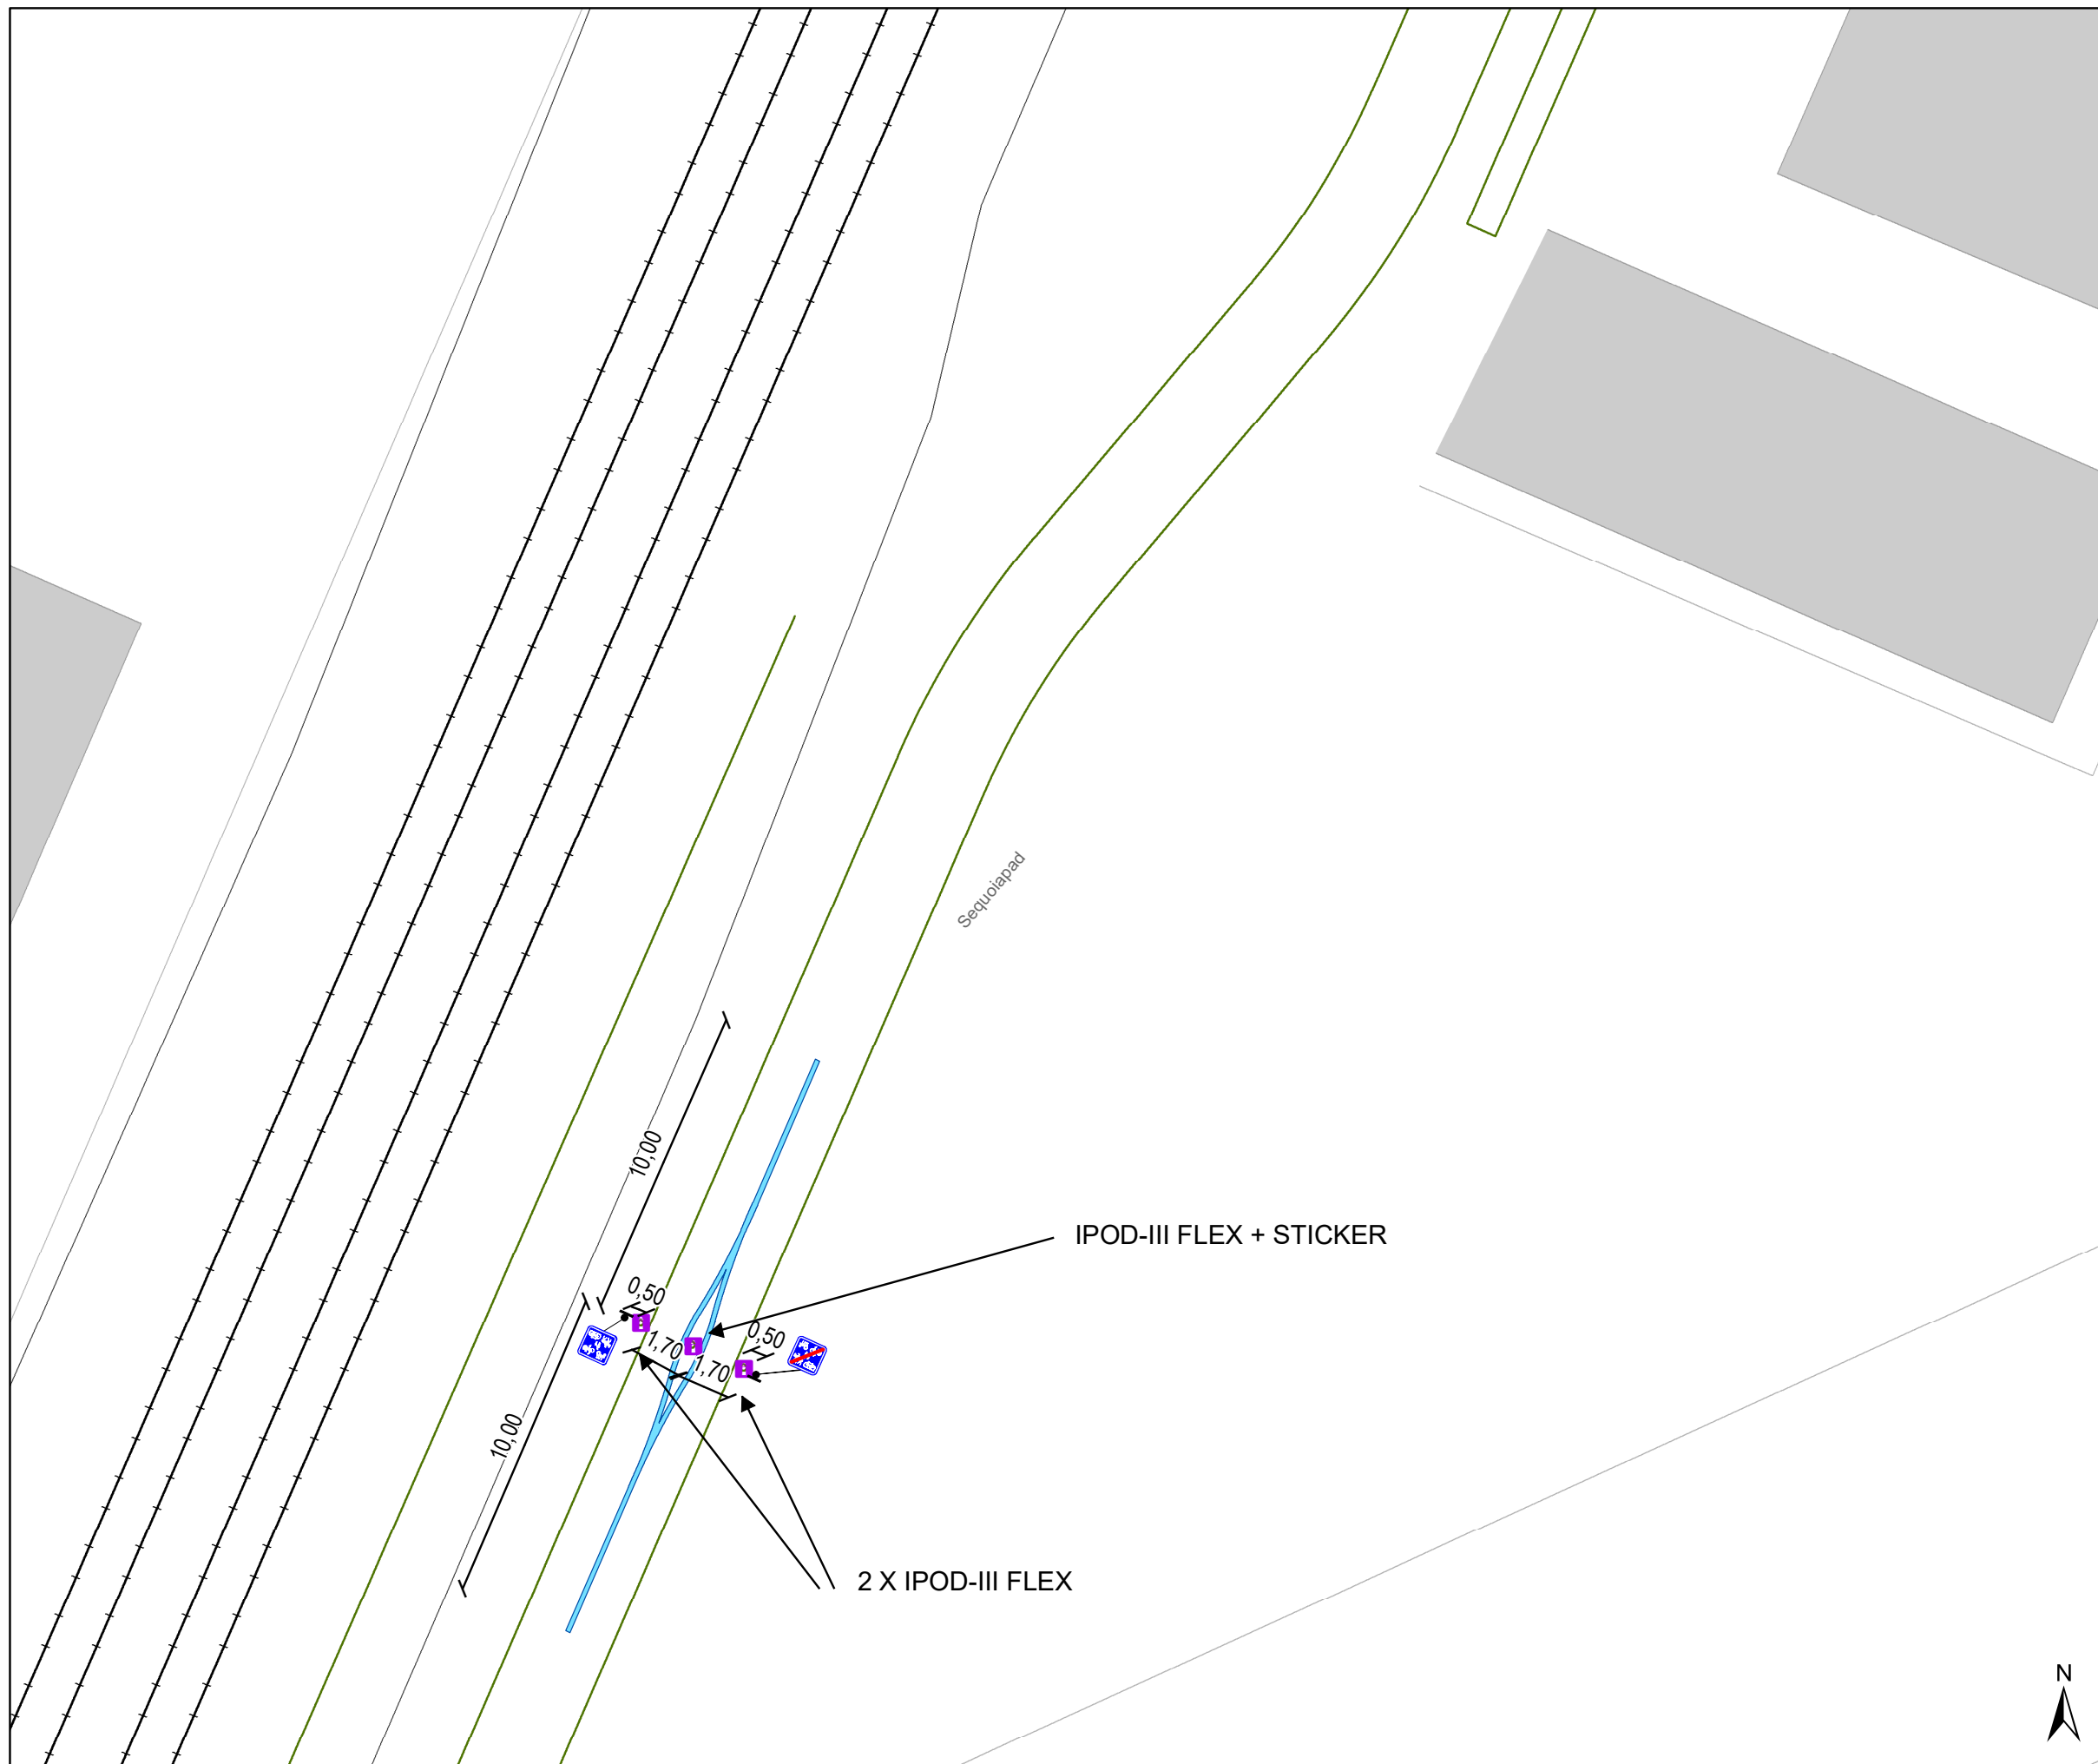 Sequoiapad
10,00
IPOD-III FLEX + STICKER
0,50
0,50
1,70
1,70
10,00
2 X IPOD-III FLEX
N